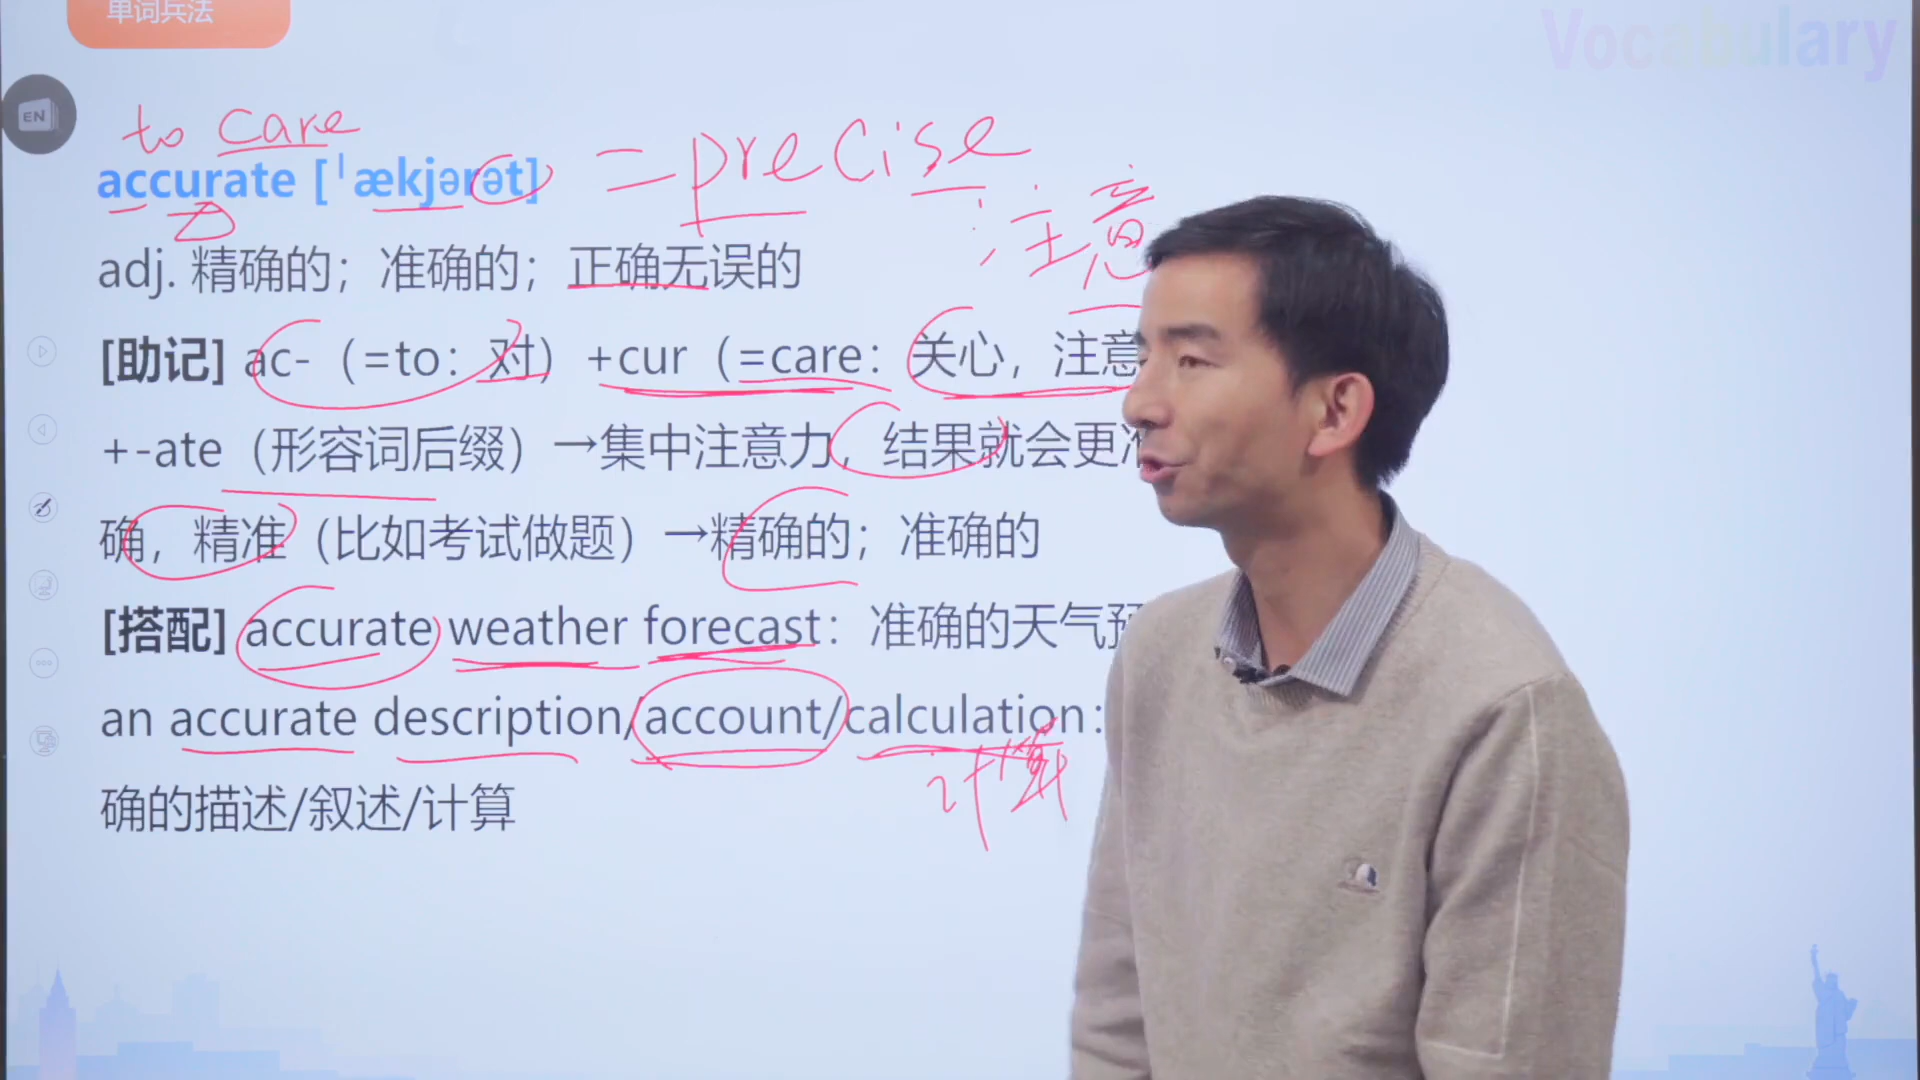 单词兵法
Vocabulary
EN
to care
= precise
accurate [ˈækjərət]
: 注意
adj. 精确的；准确的；正确无误的
[助记] ac-（=to：对）+cur（=care：关心，注意
+-ate（形容词后缀）→集中注意力，结果就会更准
确，精准（比如考试做题）→精确的；准确的
[搭配] accurate weather forecast：准确的天气预
an accurate description/account/calculation：
计算
确的描述/叙述/计算